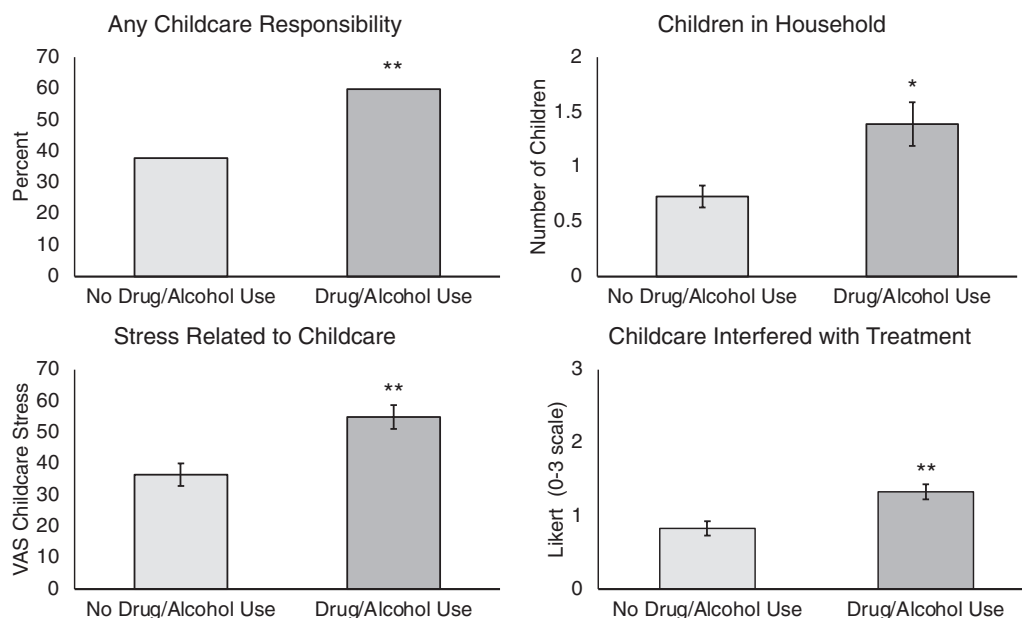 Any Childcare Responsibility
Percent
70
60
50
40
30
20
10
0
**
No Drug/Alcohol Use
Drug/Alcohol Use
Children in Household
Number of Children
2
1.5
1
0.5
0
*
No Drug/Alcohol Use
Drug/Alcohol Use
Stress Related to Childcare
VAS Childcare Stress
70
60
50
40
30
20
10
0
**
No Drug/Alcohol Use
Drug/Alcohol Use
Childcare Interfered with Treatment
Likert (0-3 scale)
3
2
1
0
**
No Drug/Alcohol Use
Drug/Alcohol Use